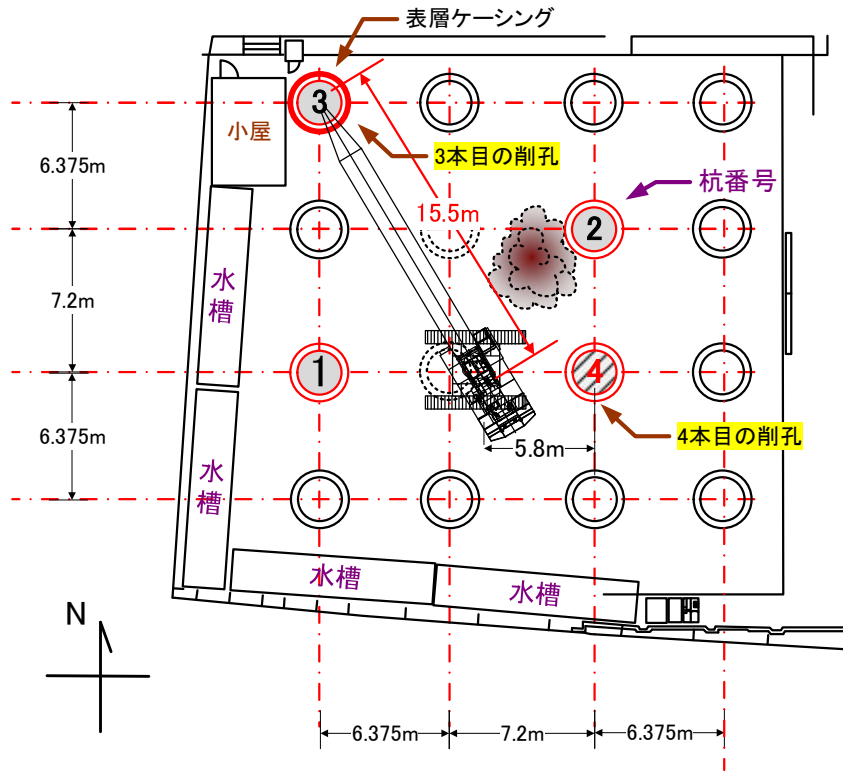 表層ケーシング
3
小屋
3本目の削孔
杭番号
6.375m
15.5m
2
水槽
7.2m
1
4
6.375m
5.8m
4本目の削孔
水槽
水槽
水槽
N
6.375m
7.2m
6.375m